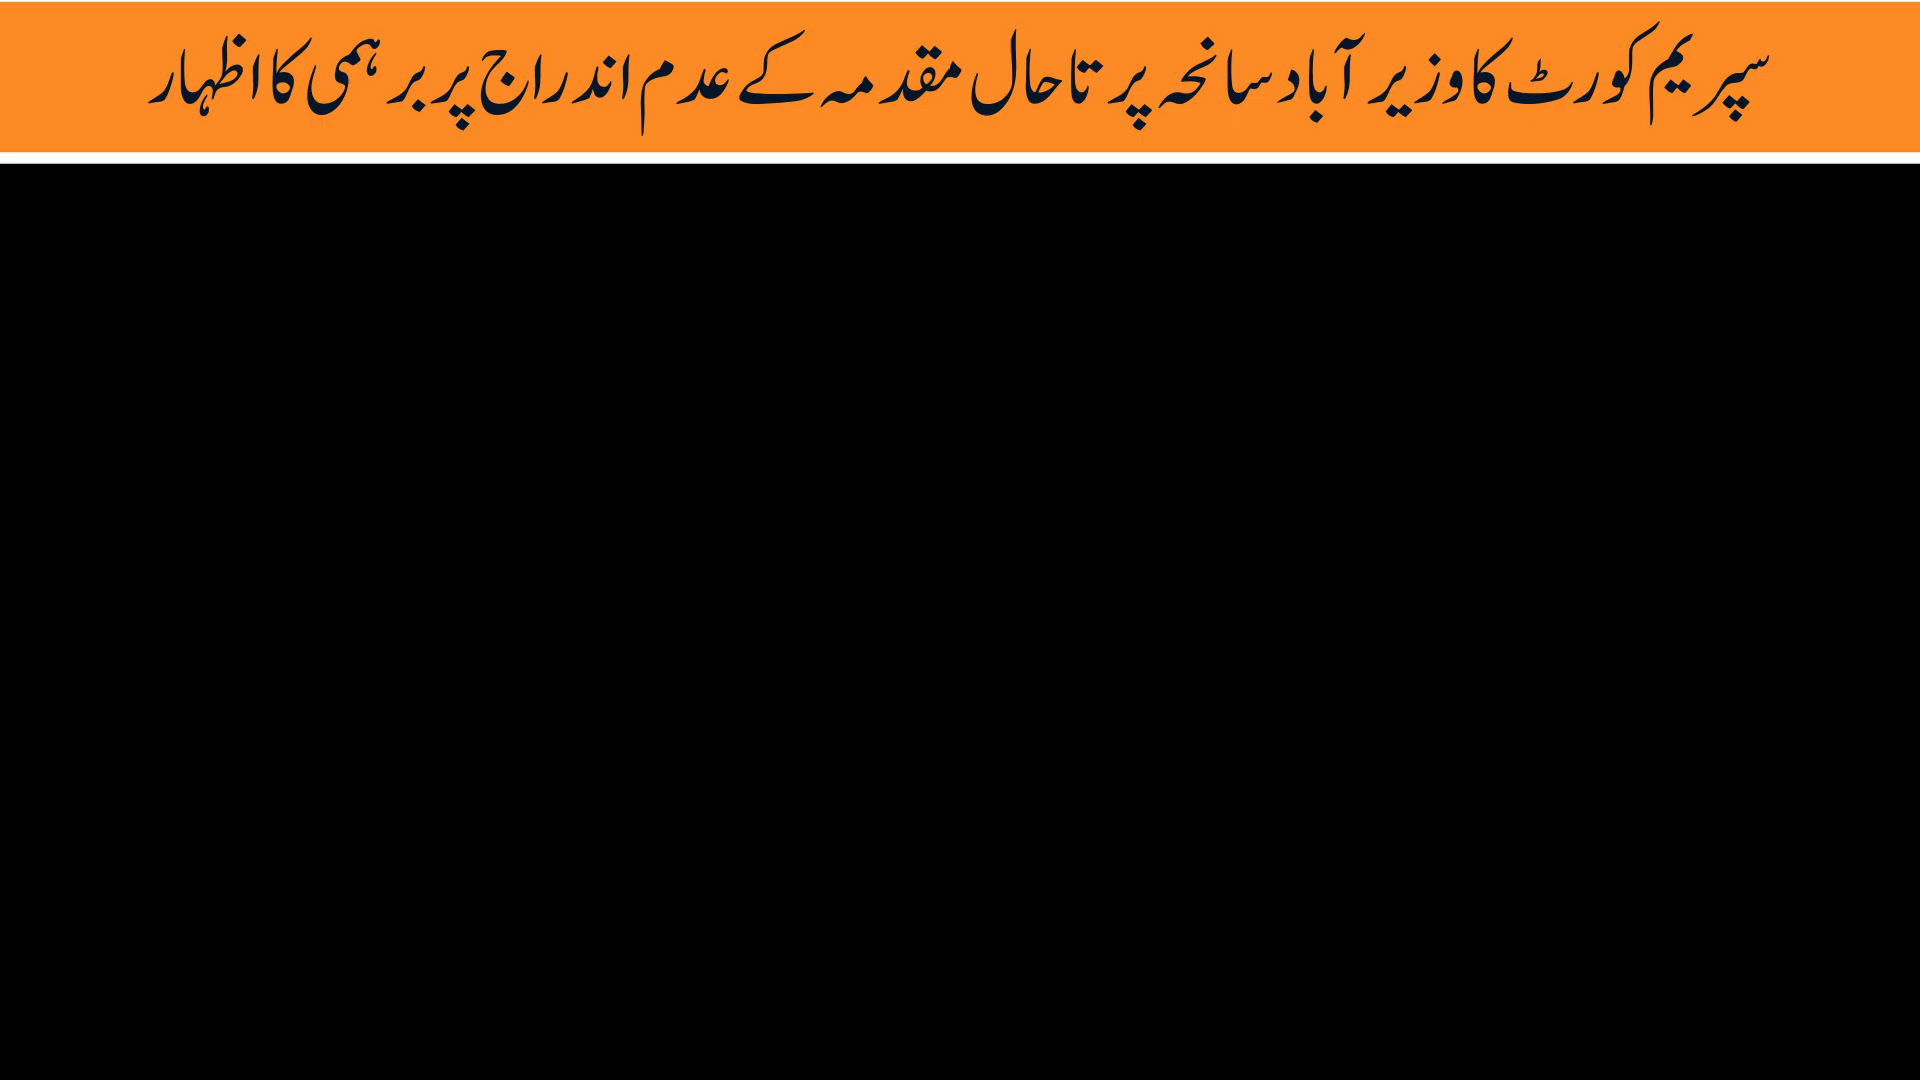 سپریم کورٹ کا وزیر آباد سانحہ پر تاحال مقدمہ کے عدم اندراج پر برہمی کا اظہار